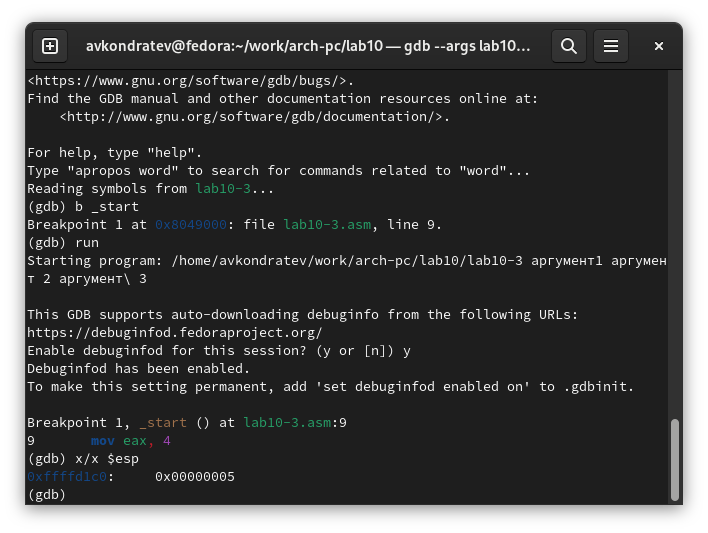 avkondratev@fedora:~/work/arch-pc/lab10 — gdb --args lab10…
<https://www.gnu.org/software/gdb/bugs/>.
Find the GDB manual and other documentation resources online at:
    <http://www.gnu.org/software/gdb/documentation/>.

For help, type "help".
Type "apropos word" to search for commands related to "word"...
Reading symbols from lab10-3...
(gdb) b _start
Breakpoint 1 at 0x8049000: file lab10-3.asm, line 9.
(gdb) run
Starting program: /home/avkondratev/work/arch-pc/lab10/lab10-3 аргумент1 аргумен
т 2 аргумент\ 3

This GDB supports auto-downloading debuginfo from the following URLs:
https://debuginfod.fedoraproject.org/
Enable debuginfod for this session? (y or [n]) y
Debuginfod has been enabled.
To make this setting permanent, add 'set debuginfod enabled on' to .gdbinit.

Breakpoint 1, _start () at lab10-3.asm:9
9       mov eax, 4
(gdb) x/x $esp
0xffffd1c0:     0x00000005
(gdb)